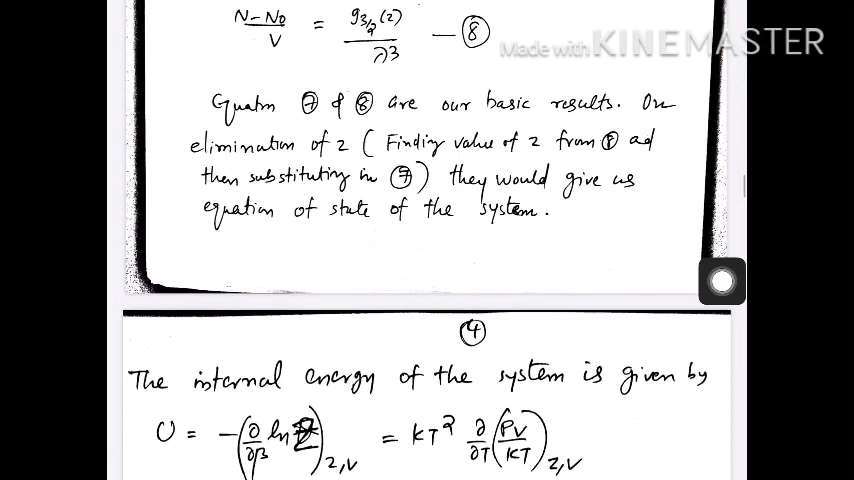 N-N0/V = g3/2(z)/λ3 — ⑧
Made with KINEMASTER
Equatn ⑦ & ⑧ are our basic results. On
elimination of z ( Finding value of z from ⑧ ad
then substituting in ⑦ ) they would give us
equation of state of the system.
④
The internal energy of the system is given by
U = -(∂/∂β ln)z,V = KT2 ∂/∂T(PV/KT)z,V